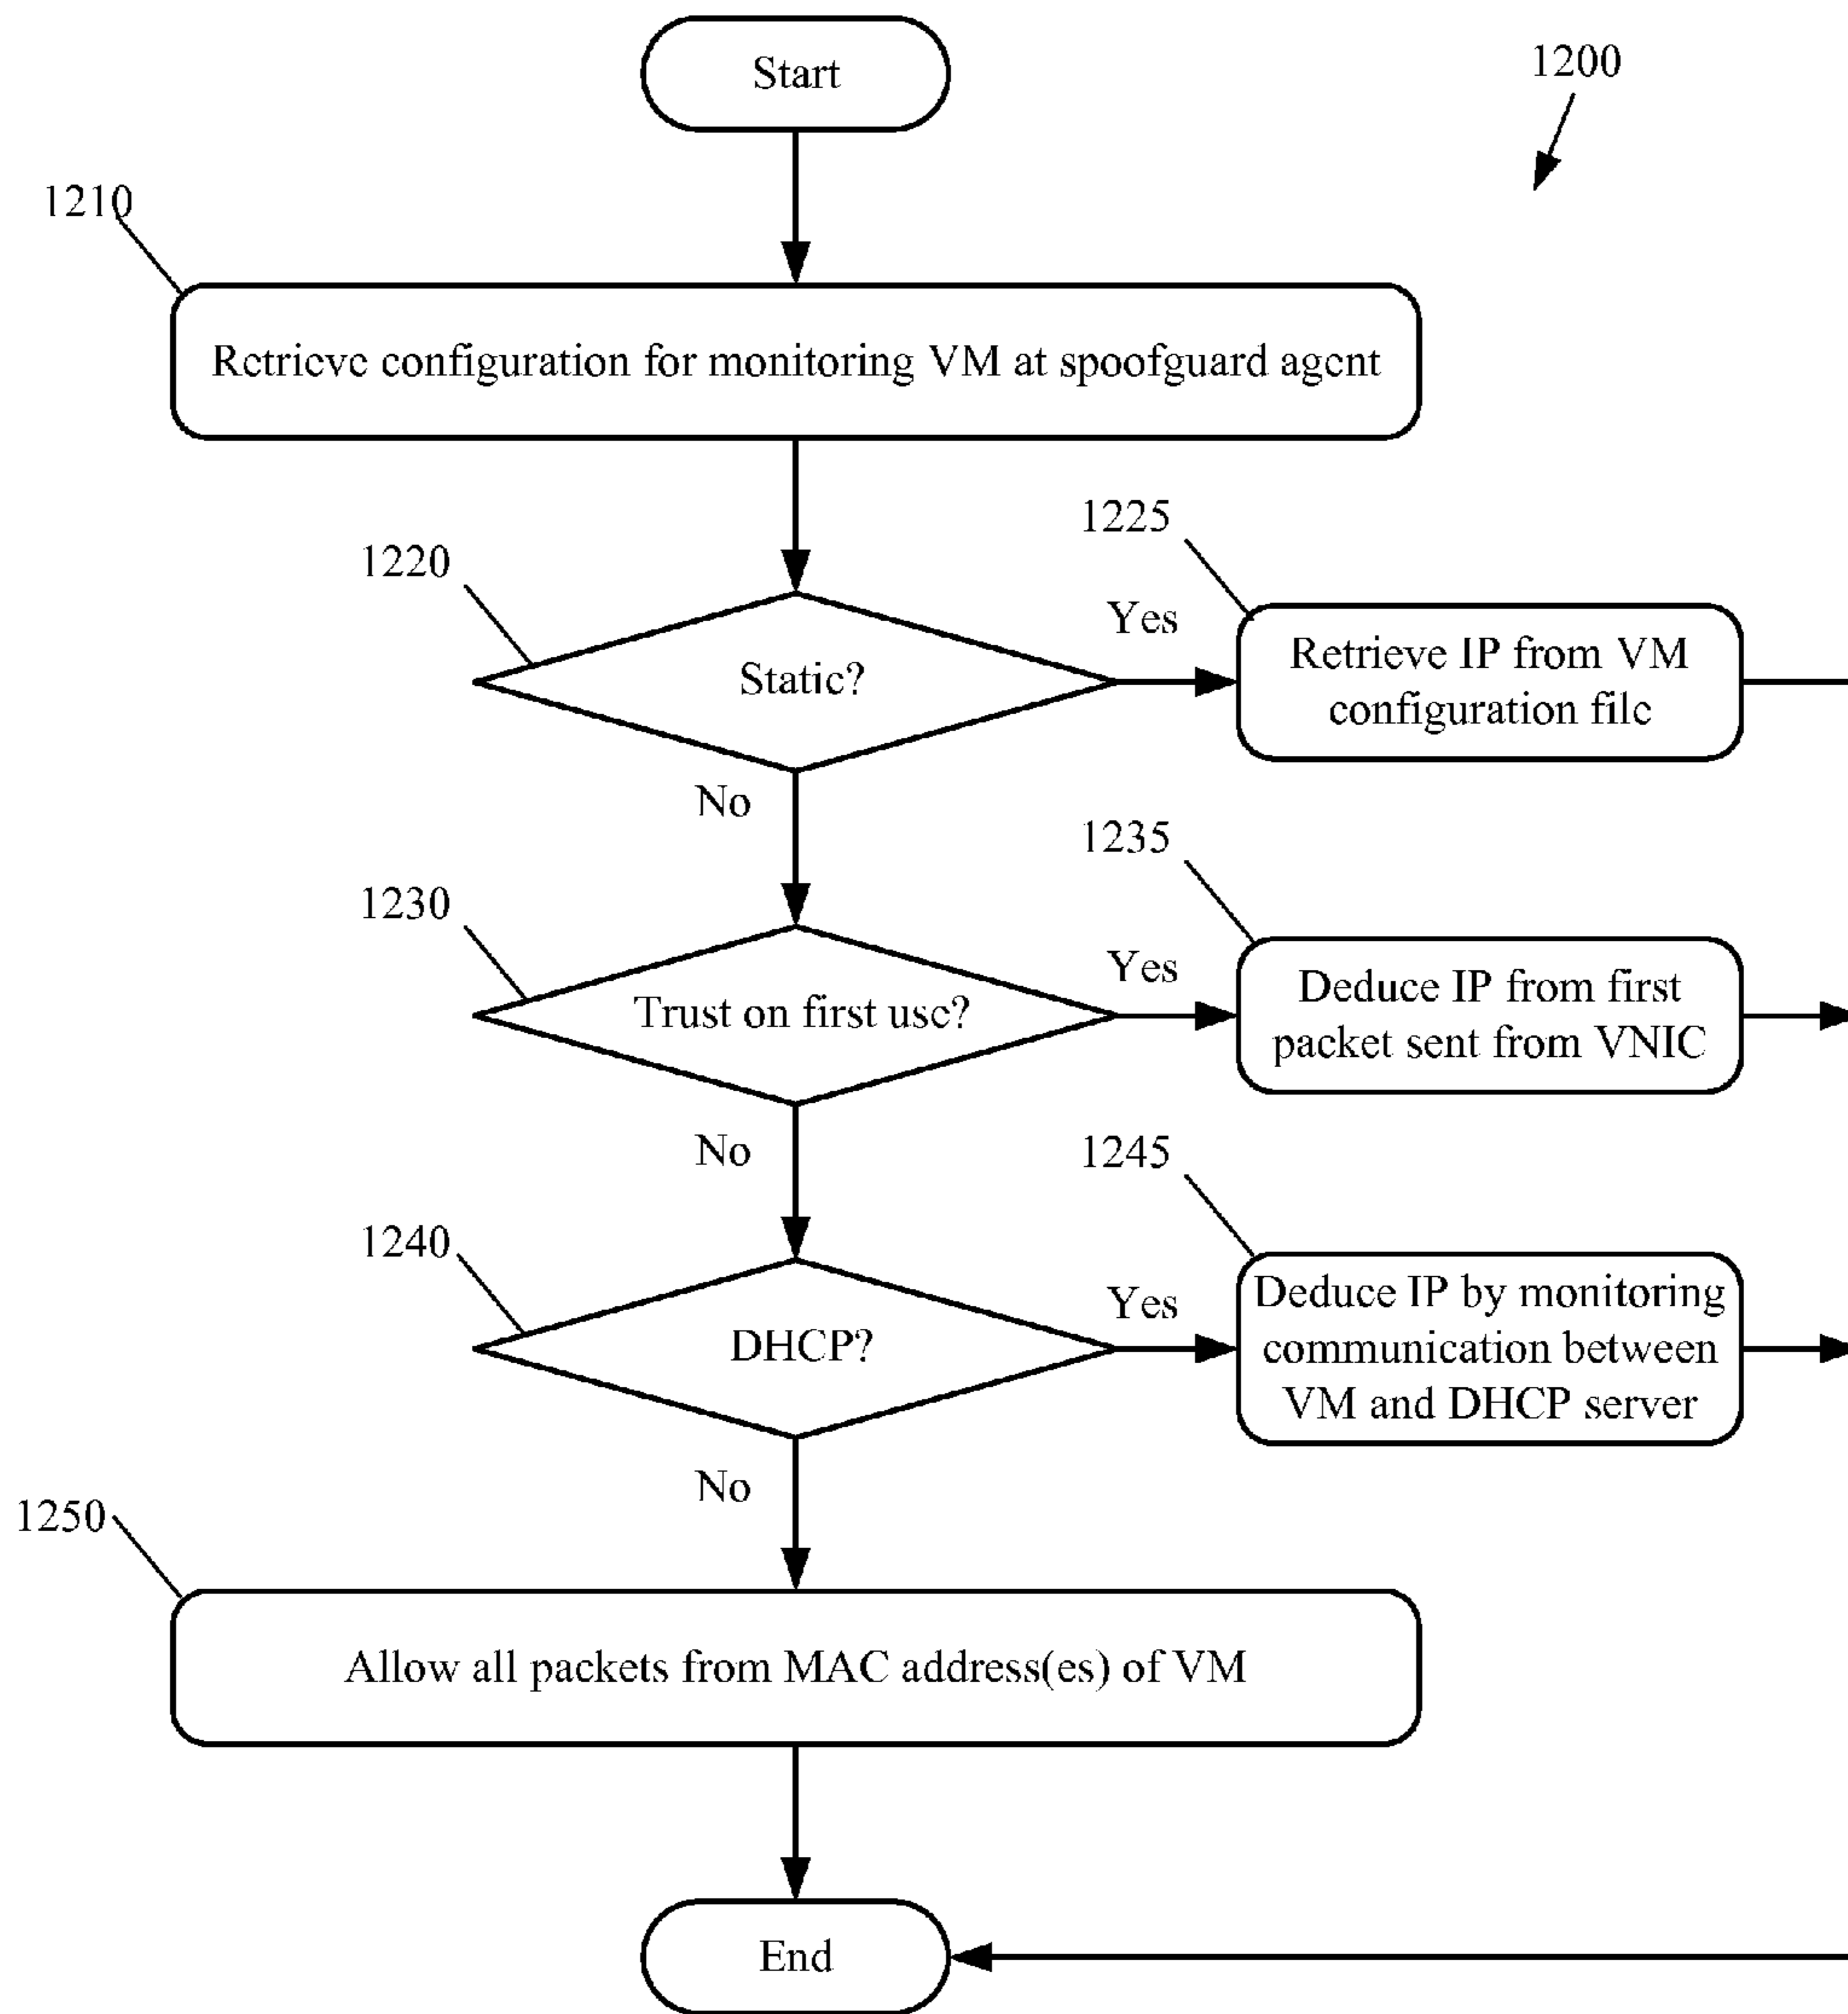 Start
1200
1210
Retrieve configuration for monitoring VM at spoofguard agent
1220
Static?
Yes
1225
Retrieve IP from VM
configuration file
No
1230
Trust on first use?
Yes
1235
Deduce IP from first
packet sent from VNIC
No
1240
DHCP?
Yes
1245
Deduce IP by monitoring
communication between
VM and DHCP server
No
1250
Allow all packets from MAC address(es) of VM
End